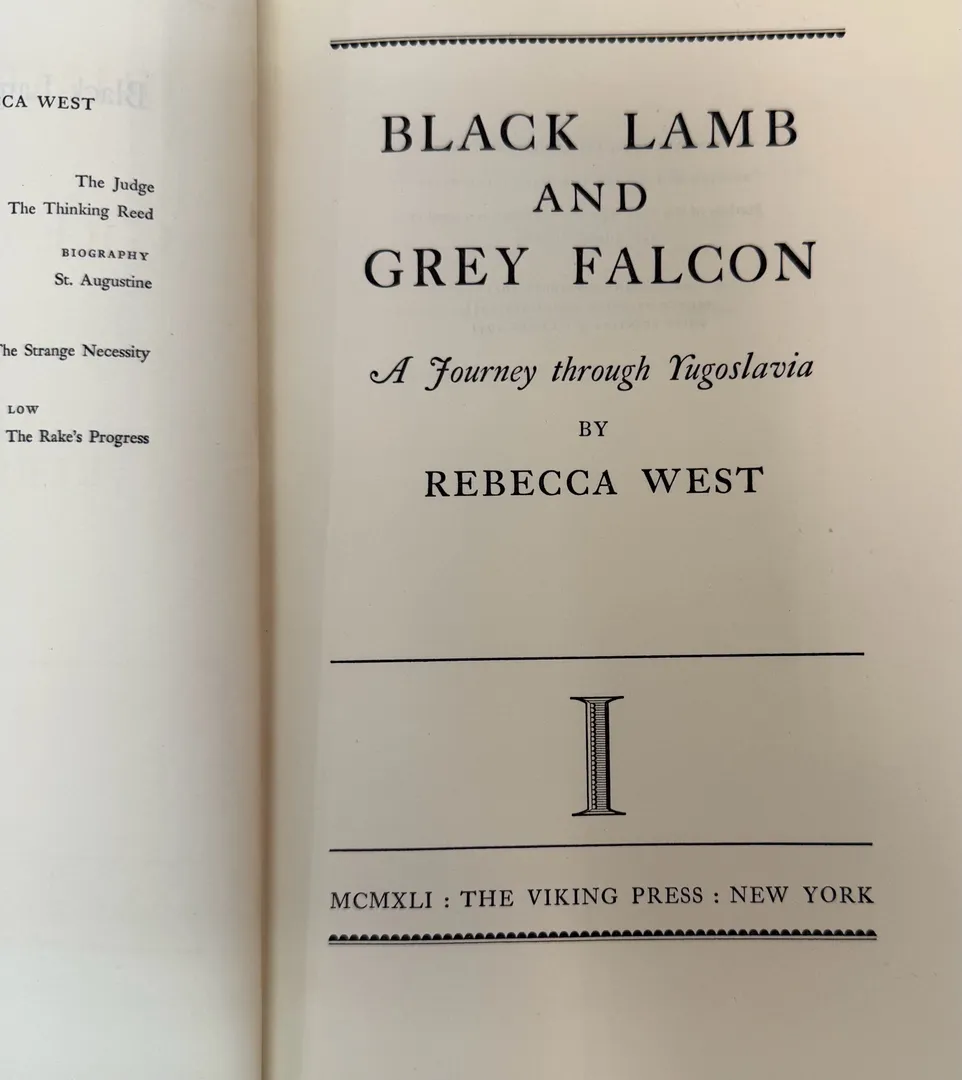 CA WEST
The Judge
The Thinking Reed
BIOGRAPHY
St. Augustine
The Strange Necessity
LOW
The Rake's Progress
BLACK LAMB
AND
GREY FALCON
A Journey through Yugoslavia
BY
REBECCA WEST
I
MCMXLI : THE VIKING PRESS : NEW YORK